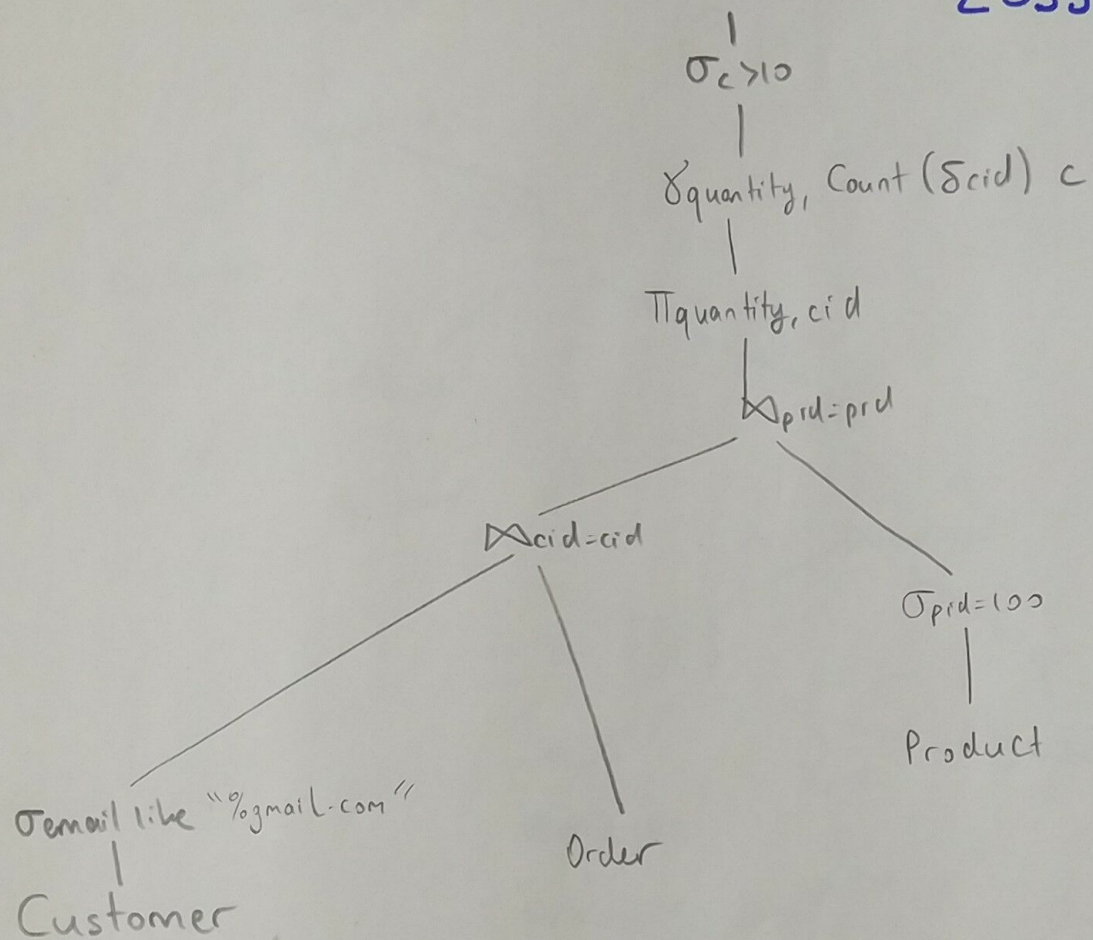 σc>10
γquantity, Count (δcid) c
Πquantity, cid
⋈pid=pid
⋈cid=cid
σpid=100
Product
σemail like "%gmail.com"
Order
Customer